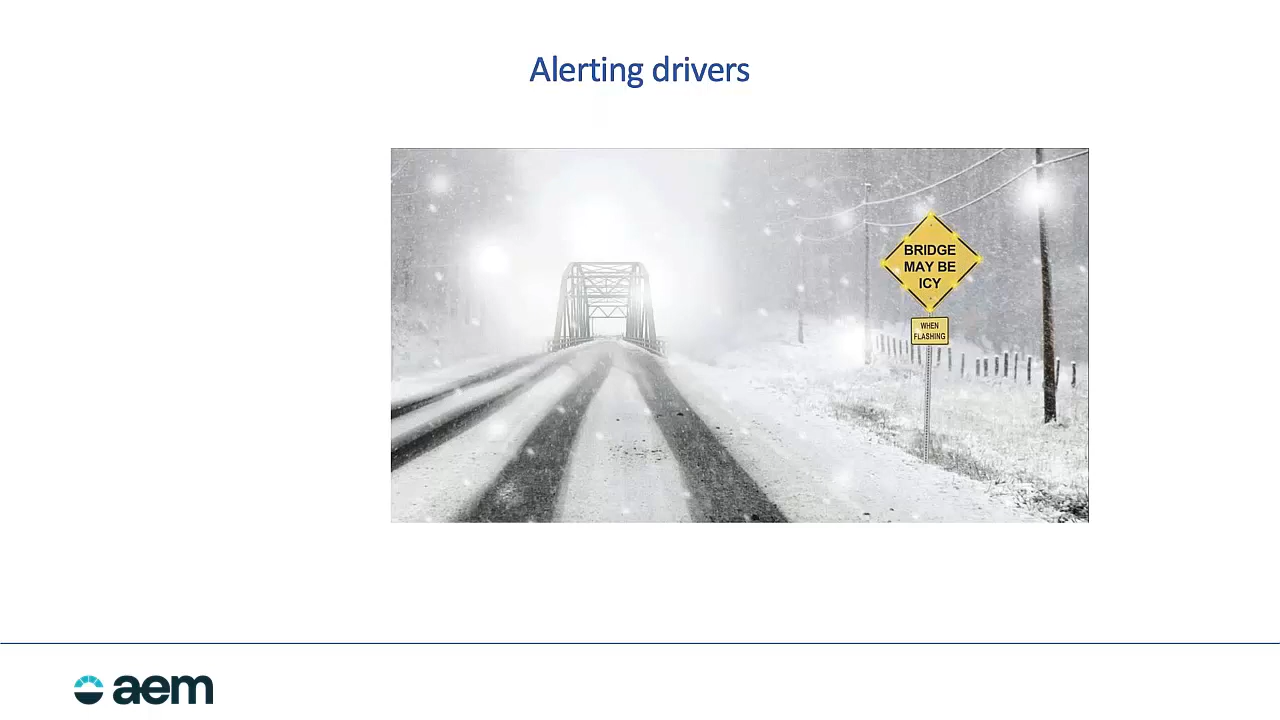 Alerting drivers
BRIDGE
MAY BE
ICY
WHEN
FLASHING
aem